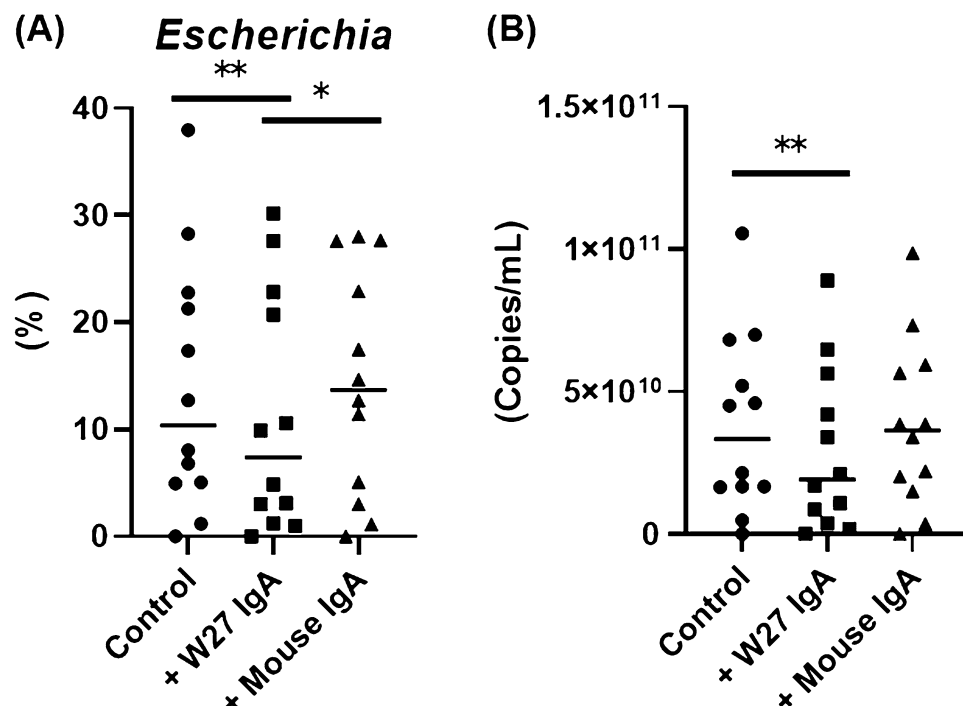 (A)
Escherichia
**
*
40
30
20
10
0
(%)
Control
+ W27 IgA
+ Mouse IgA
(B)
**
1.5×10¹¹
1×10¹¹
5×10¹⁰
0
(Copies/mL)
Control
+ W27 IgA
+ Mouse IgA